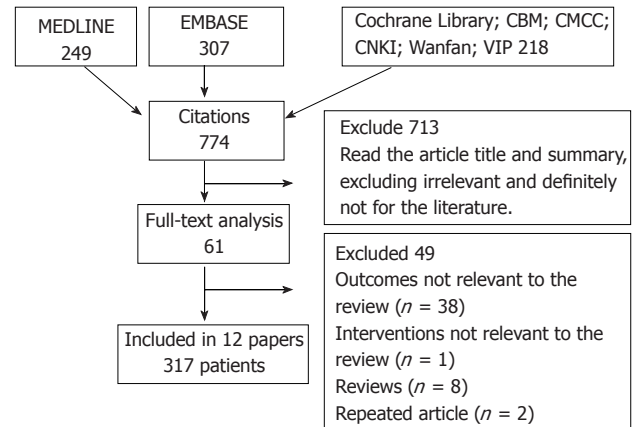 MEDLINE
249
EMBASE
307
Cochrane Library; CBM; CMCC;
CNKI; Wanfan; VIP 218
Citations
774
Exclude 713
Read the article title and summary,
excluding irrelevant and definitely
not for the literature.
Full-text analysis
61
Excluded 49
Outcomes not relevant to the
review (n = 38)
Interventions not relevant to the
review (n = 1)
Reviews (n = 8)
Repeated article (n = 2)
Included in 12 papers
317 patients